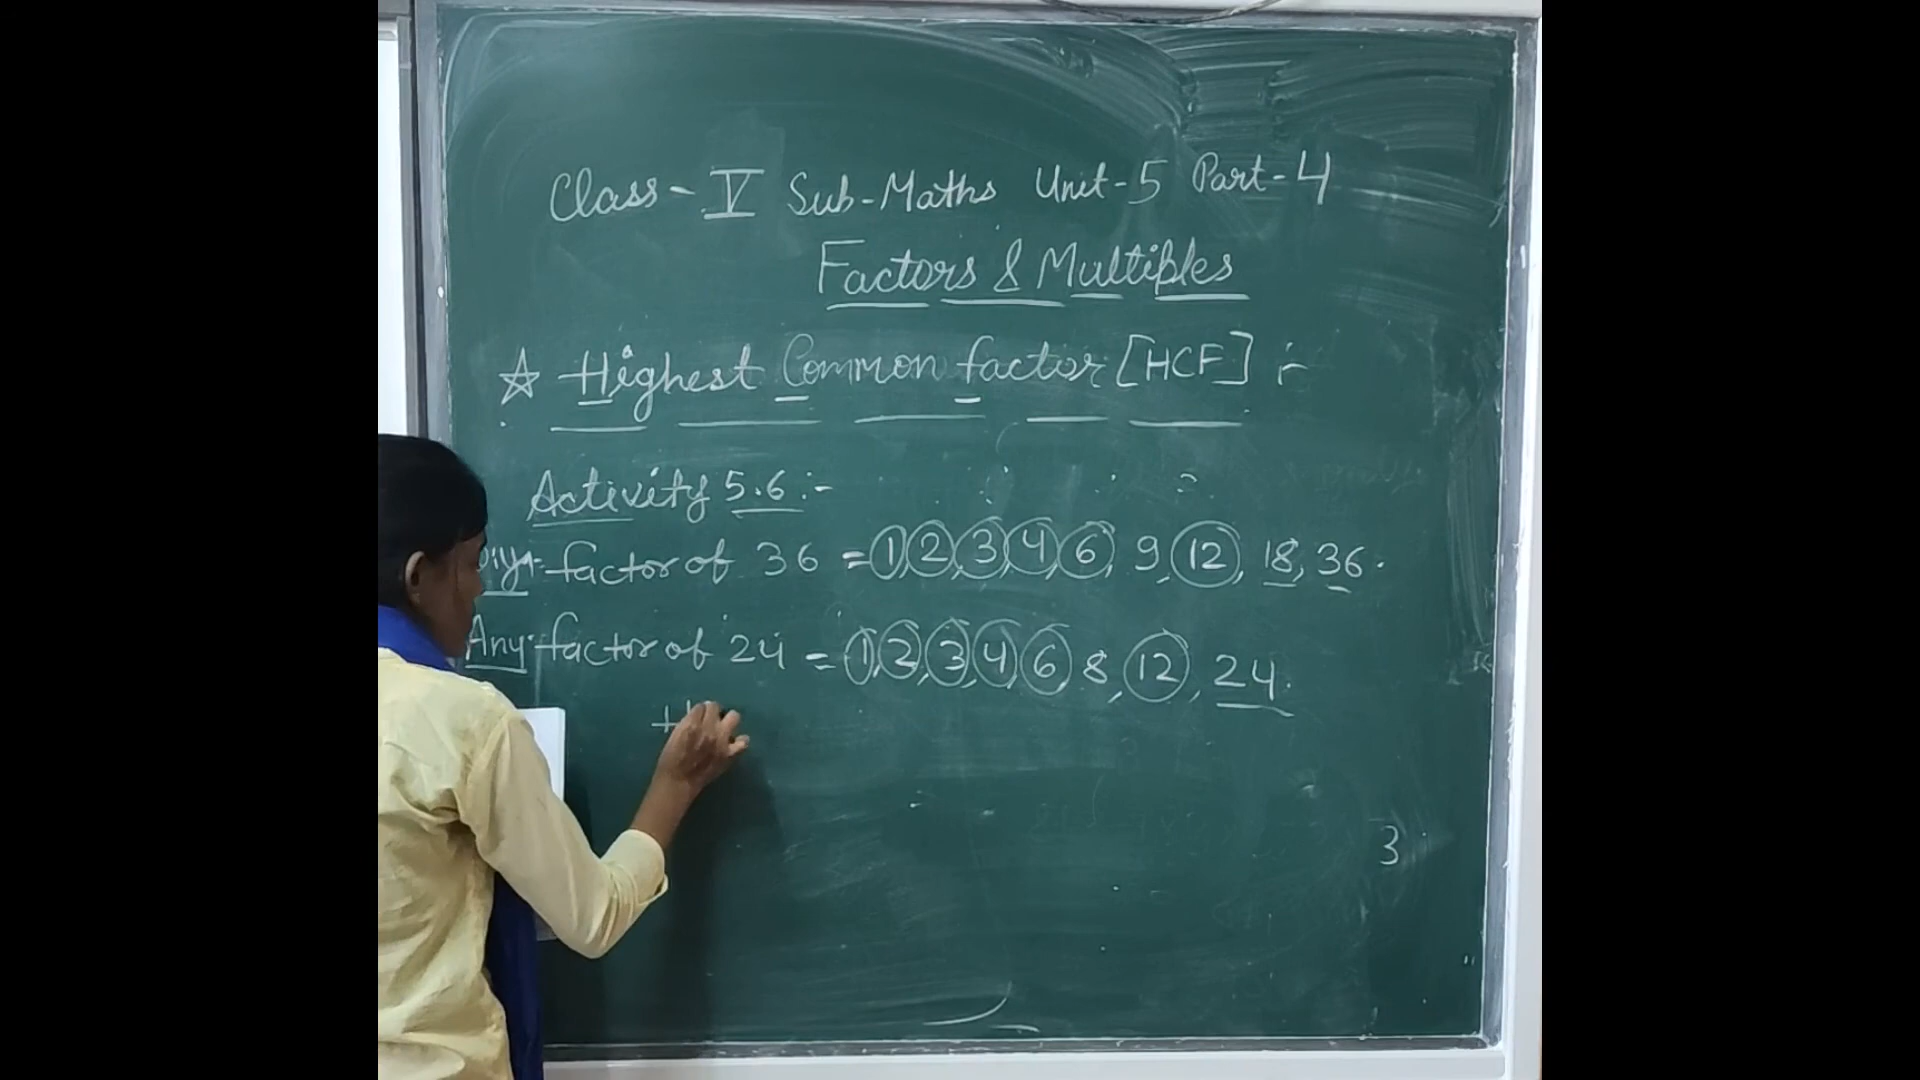 Class - V Sub-Maths Unit-5 Part-4
Factors & Multiples
☆ Highest Common factor [HCF] :-
Activity 5.6 :-
factor of 36 = 1, 2, 3, 4, 6, 9, 12, 18, 36.
Any: factor of 24 = 1, 2, 3, 4, 6, 8, 12, 24.
3